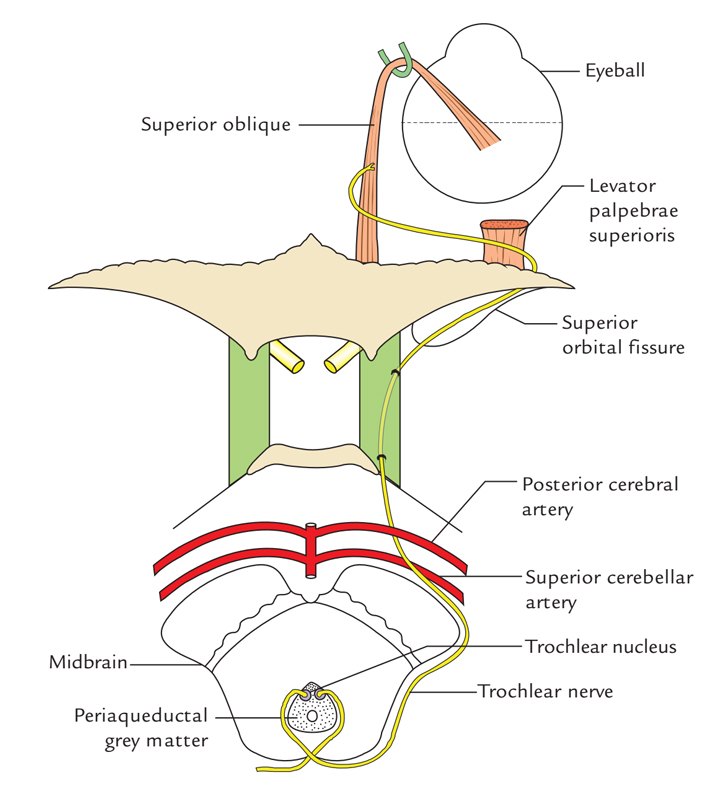 Eyeball
Superior oblique
Levator
palpebrae
superioris
Superior
orbital fissure
Posterior cerebral
artery
Superior cerebellar
artery
Trochlear nucleus
Midbrain
Trochlear nerve
Periaqueductal
grey matter